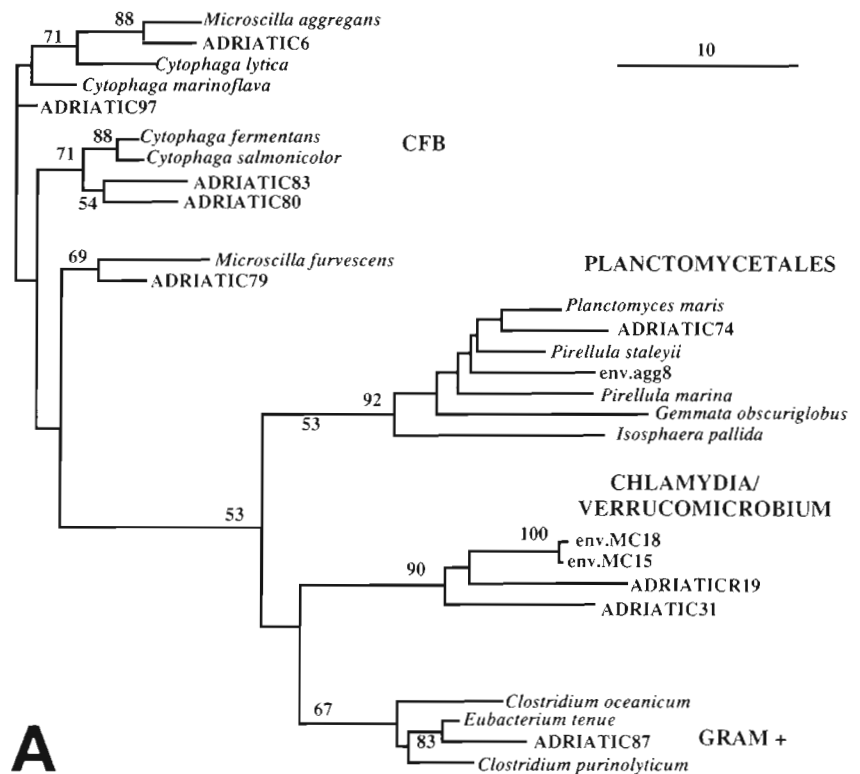 88
Microscilla aggregans
71
ADRIATIC6
10
Cytophaga lytica
Cytophaga marinoflava
ADRIATIC97
88
Cytophaga fermentans
CFB
71
Cytophaga salmonicolor
ADRIATIC83
54
ADRIATIC80
69
Microscilla furvescens
PLANCTOMYCETALES
ADRIATIC79
Planctomyces maris
ADRIATIC74
Pirellula staleyii
env.agg8
92
Pirellula marina
53
Gemmata obscuriglobus
Isosphaera pallida
CHLAMYDIA/
VERRUCOMICROBIUM
53
100
env.MC18
env.MC15
90
ADRIATICR19
ADRIATIC31
67
Clostridium oceanicum
Eubacterium tenue
83
ADRIATIC87
GRAM +
Clostridium purinolyticum
A